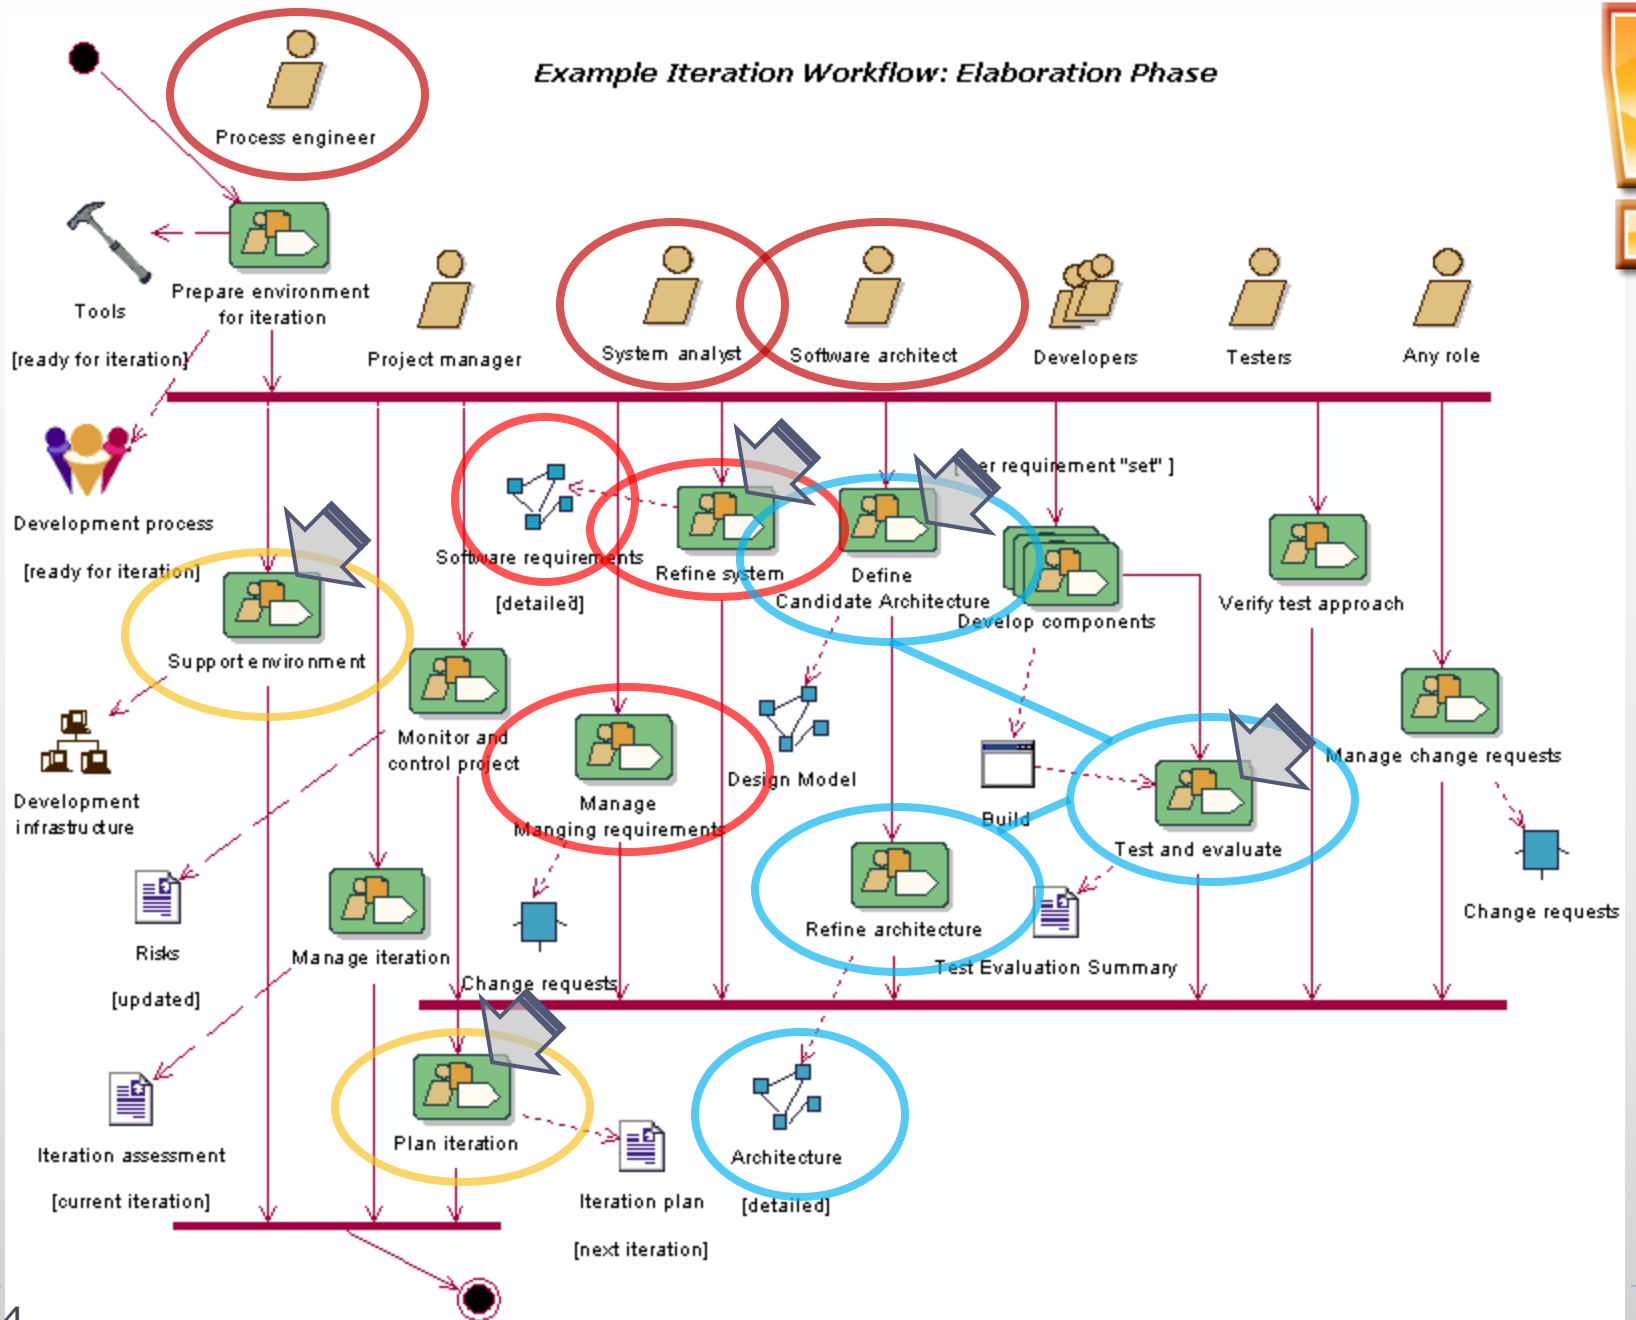 Example Iteration Workflow: Elaboration Phase
Process engineer
Tools
[ready for iteration]
Prepare environment
for iteration
Project manager
System analyst
Software architect
Developers
Testers
Any role
Development process
[ready for iteration]
Software requirements
[detailed]
Refine system
Define
Candidate Architecture
er requirement "set" ]
Develop components
Verify test approach
Support environment
Development
infrastructure
Monitor and
control project
Manage
Manging requirements
Design Model
Build
Test and evaluate
Manage change requests
Change requests
Risks
[updated]
Manage iteration
Change requests
Refine architecture
Test Evaluation Summary
Iteration assessment
[current iteration]
Plan iteration
Iteration plan
[next iteration]
Architecture
[detailed]
4